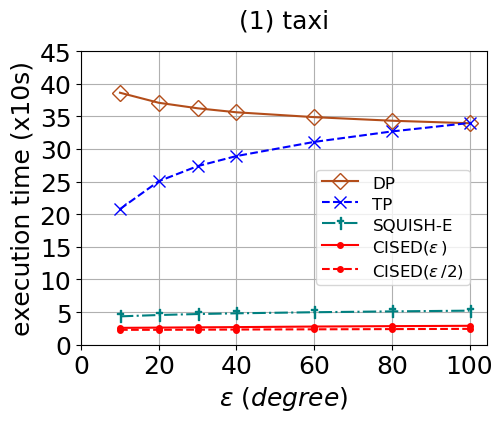 (1) taxi
execution time (x10s)
45
40
35
30
25
20
15
10
5
0
DP
TP
SQUISH-E
CISED(ε )
CISED(ε /2)
0 20 40 60 80 100
ε (degree)